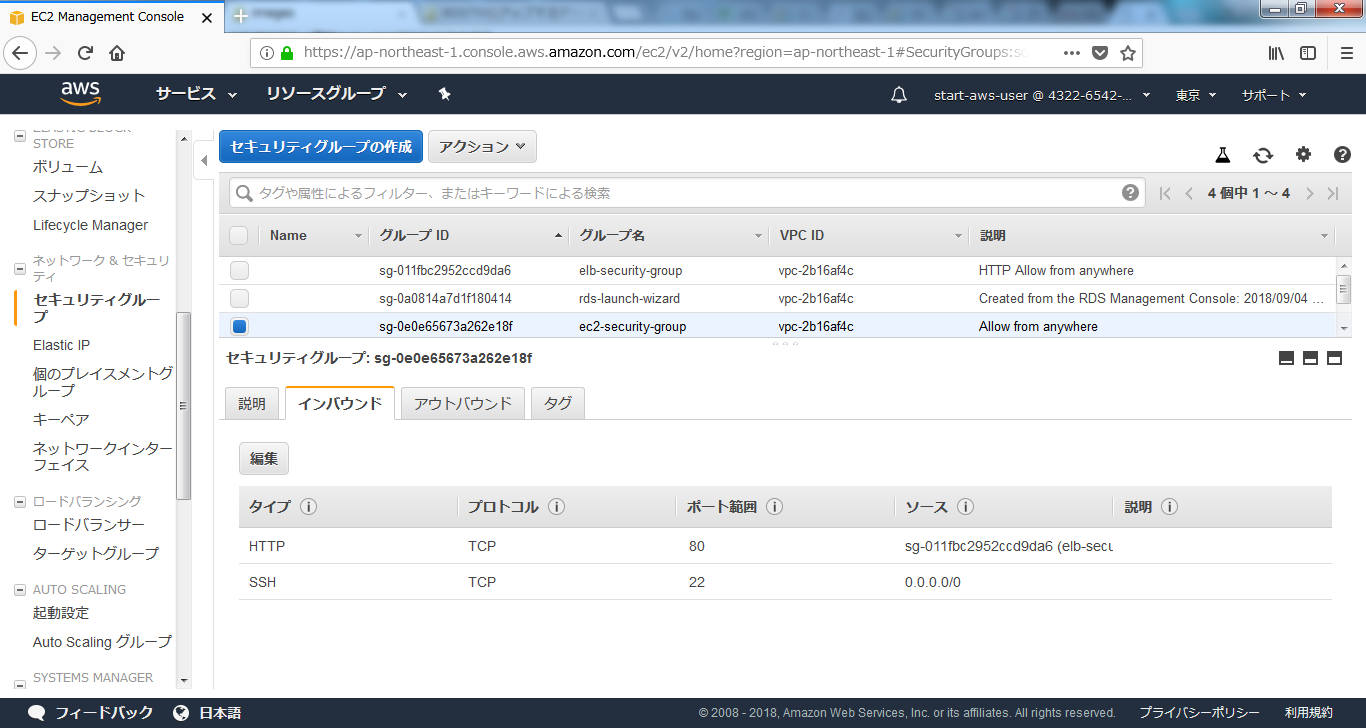 EC2 Management Console
https://ap-northeast-1.console.aws.amazon.com/ec2/v2/home?region=ap-northeast-1#SecurityGroups:
aws サービス リソースグループ start-aws-user @ 4322-6542-... 東京 サポート
ELASTIC BLOCK
STORE
ボリューム
スナップショット
Lifecycle Manager
ネットワーク & セキュリ
ティ
セキュリティグルー
プ
Elastic IP
個のプレイスメントグ
ループ
キーペア
ネットワークインター
フェイス
ロードバランシング
ロードバランサー
ターゲットグループ
AUTO SCALING
起動設定
Auto Scaling グループ
SYSTEMS MANAGER
セキュリティグループの作成 アクション
タグや属性によるフィルター、またはキーワードによる検索
4 個中 1 ～ 4
Name グループ ID グループ名 VPC ID 説明
sg-011fbc2952ccd9da6 elb-security-group vpc-2b16af4c HTTP Allow from anywhere
sg-0a0814a7d1f180414 rds-launch-wizard vpc-2b16af4c Created from the RDS Management Console: 2018/09/04 ...
sg-0e0e65673a262e18f ec2-security-group vpc-2b16af4c Allow from anywhere
セキュリティグループ: sg-0e0e65673a262e18f
説明 インバウンド アウトバウンド タグ
編集
タイプ プロトコル ポート範囲 ソース 説明
HTTP TCP 80 sg-011fbc2952ccd9da6 (elb-secu
SSH TCP 22 0.0.0.0/0
フィードバック 日本語 © 2008 - 2018, Amazon Web Services, Inc. or its affiliates. All rights reserved. プライバシーポリシー 利用規約